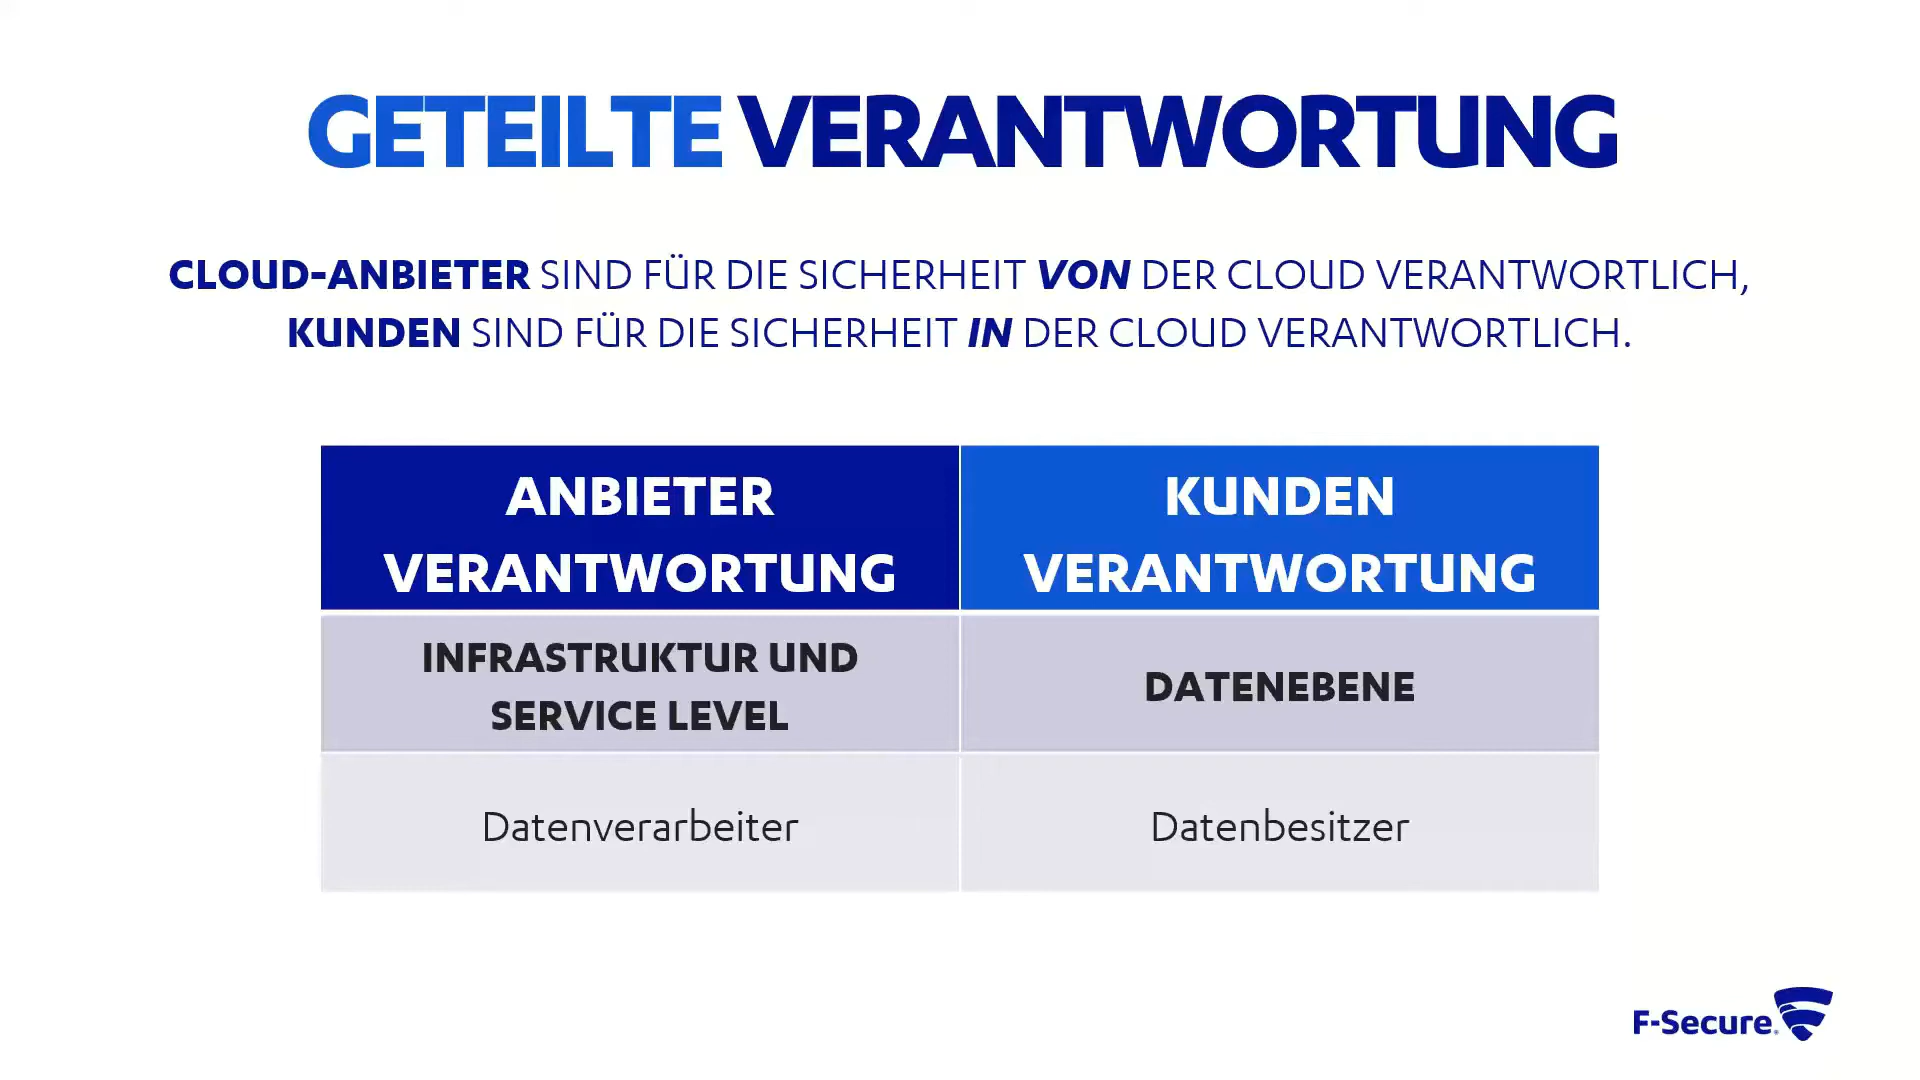 GETEILTE VERANTWORTUNG
CLOUD-ANBIETER SIND FÜR DIE SICHERHEIT VON DER CLOUD VERANTWORTLICH,
KUNDEN SIND FÜR DIE SICHERHEIT IN DER CLOUD VERANTWORTLICH.
ANBIETER
VERANTWORTUNG
KUNDEN
VERANTWORTUNG
INFRASTRUKTUR UND
SERVICE LEVEL
DATENEBENE
Datenverarbeiter
Datenbesitzer
F-Secure.